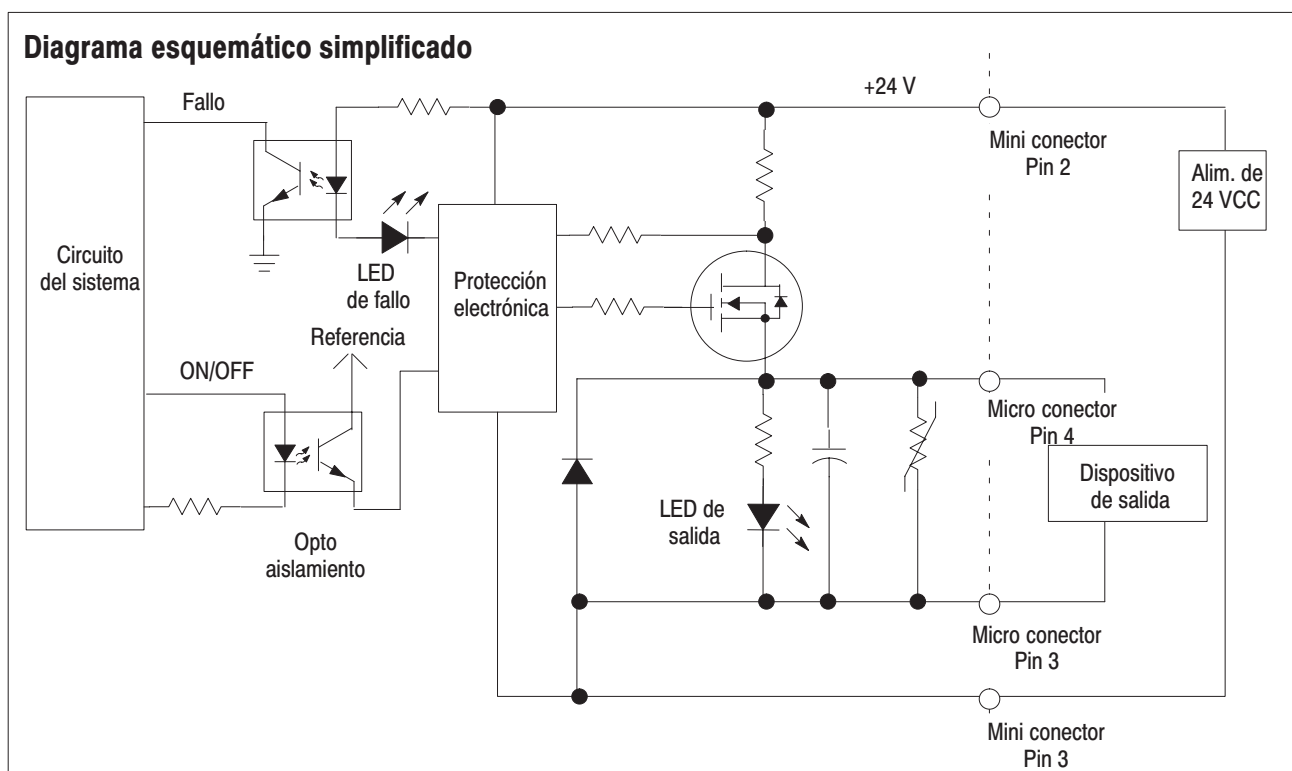 Diagrama esquemático simplificado
Fallo
+24 V
Mini conector
Pin 2
Alim. de
24 VCC
Circuito
del sistema
LED
de fallo
Protección
electrónica
Referencia
ON/OFF
Micro conector
Pin 4
Dispositivo
de salida
LED de
salida
Opto
aislamiento
Micro conector
Pin 3
Mini conector
Pin 3